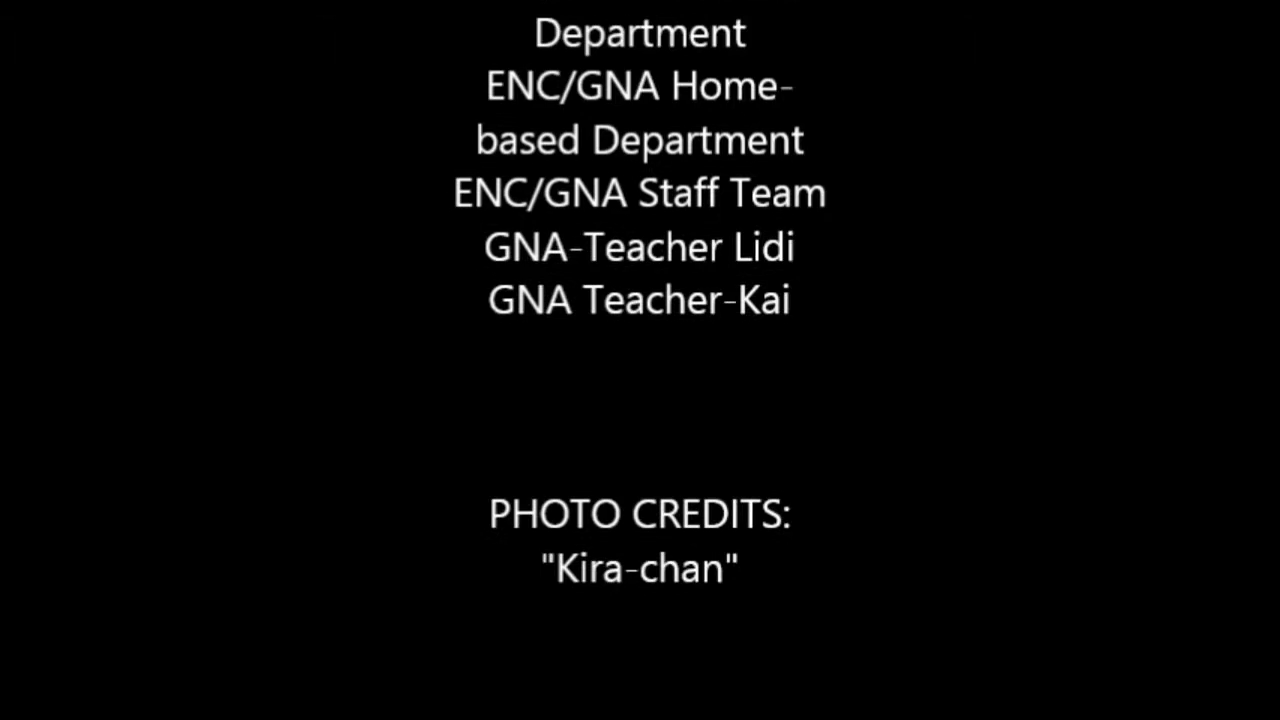 Department
ENC/GNA Home-
based Department
ENC/GNA Staff Team
GNA-Teacher Lidi
GNA Teacher-Kai
PHOTO CREDITS:
"Kira-chan"